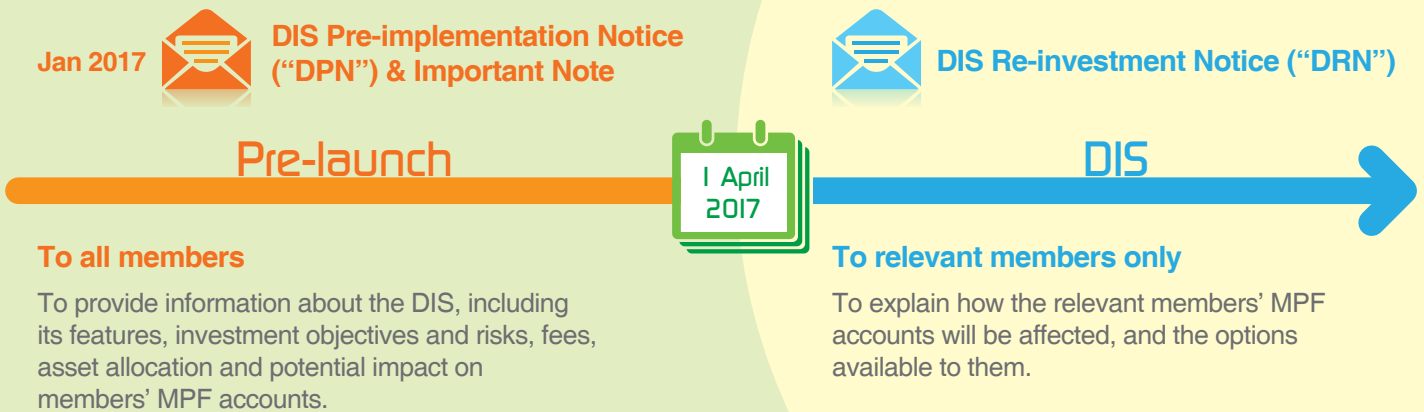 Jan 2017
DIS Pre-implementation Notice
(“DPN”) & Important Note
DIS Re-investment Notice (“DRN”)
Pre-launch
1 April
2017
DIS
To all members
To provide information about the DIS, including
its features, investment objectives and risks, fees,
asset allocation and potential impact on
members’ MPF accounts.
To relevant members only
To explain how the relevant members’ MPF
accounts will be affected, and the options
available to them.